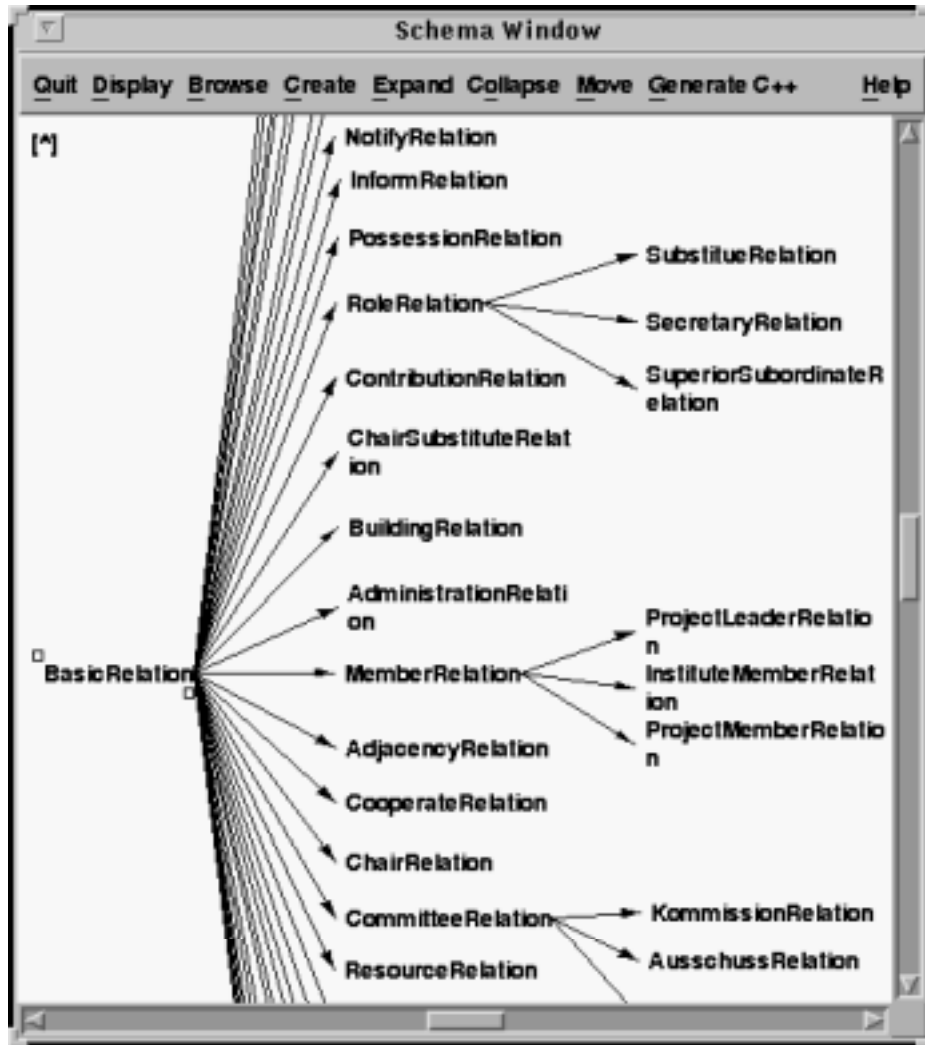 Schema Window
Quit Display Browse Create Expand Collapse Move Generate C++ Help
[^]
NotifyRelation
InformRelation
PossessionRelation
SubstitueRelation
RoleRelation
SecretaryRelation
ContributionRelation
SuperiorSubordinateR
elation
ChairSubstituteRelat
ion
BuildingRelation
AdministrationRelati
on
ProjectLeaderRelatio
n
BasicRelation
MemberRelation
InstituteMemberRelat
ion
ProjectMemberRelatio
n
AdjacencyRelation
CooperateRelation
ChairRelation
CommitteeRelation
KommissionRelation
AusschussRelation
ResourceRelation